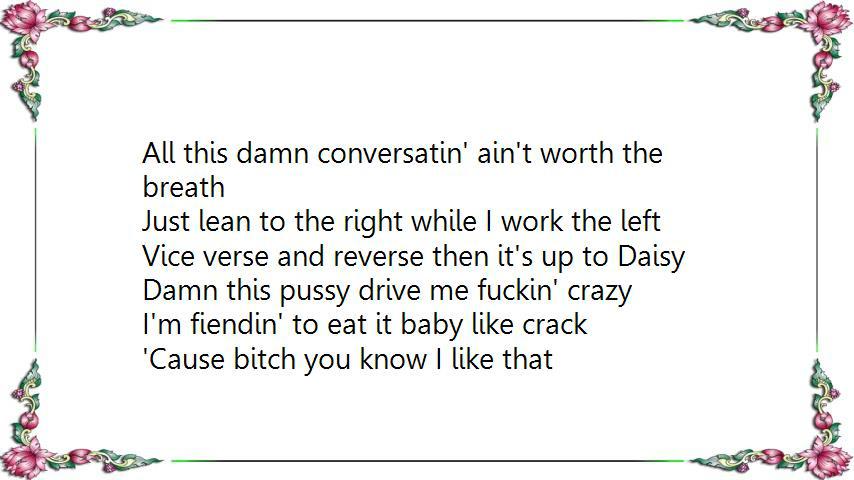 All this damn conversatin' ain't worth the
breath
Just lean to the right while I work the left
Vice verse and reverse then it's up to Daisy
Damn this pussy drive me fuckin' crazy
I'm fiendin' to eat it baby like crack
'Cause bitch you know I like that